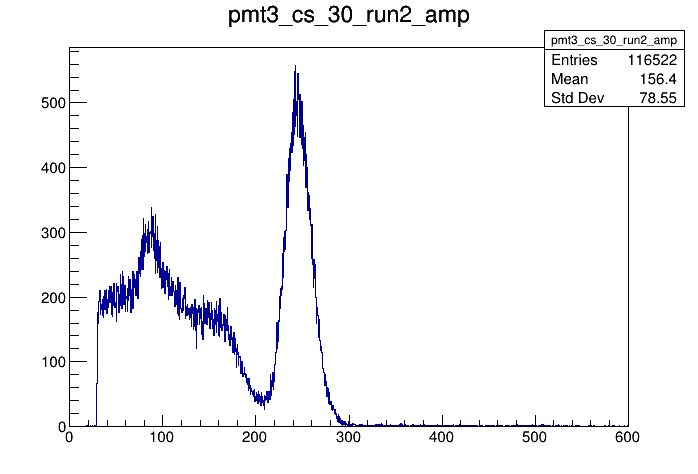 pmt3_cs_30_run2_amp
pmt3_cs_30_run2_amp
Entries 116522
Mean 156.4
Std Dev 78.55
500
400
300
200
100
0
0 100 200 300 400 500 600